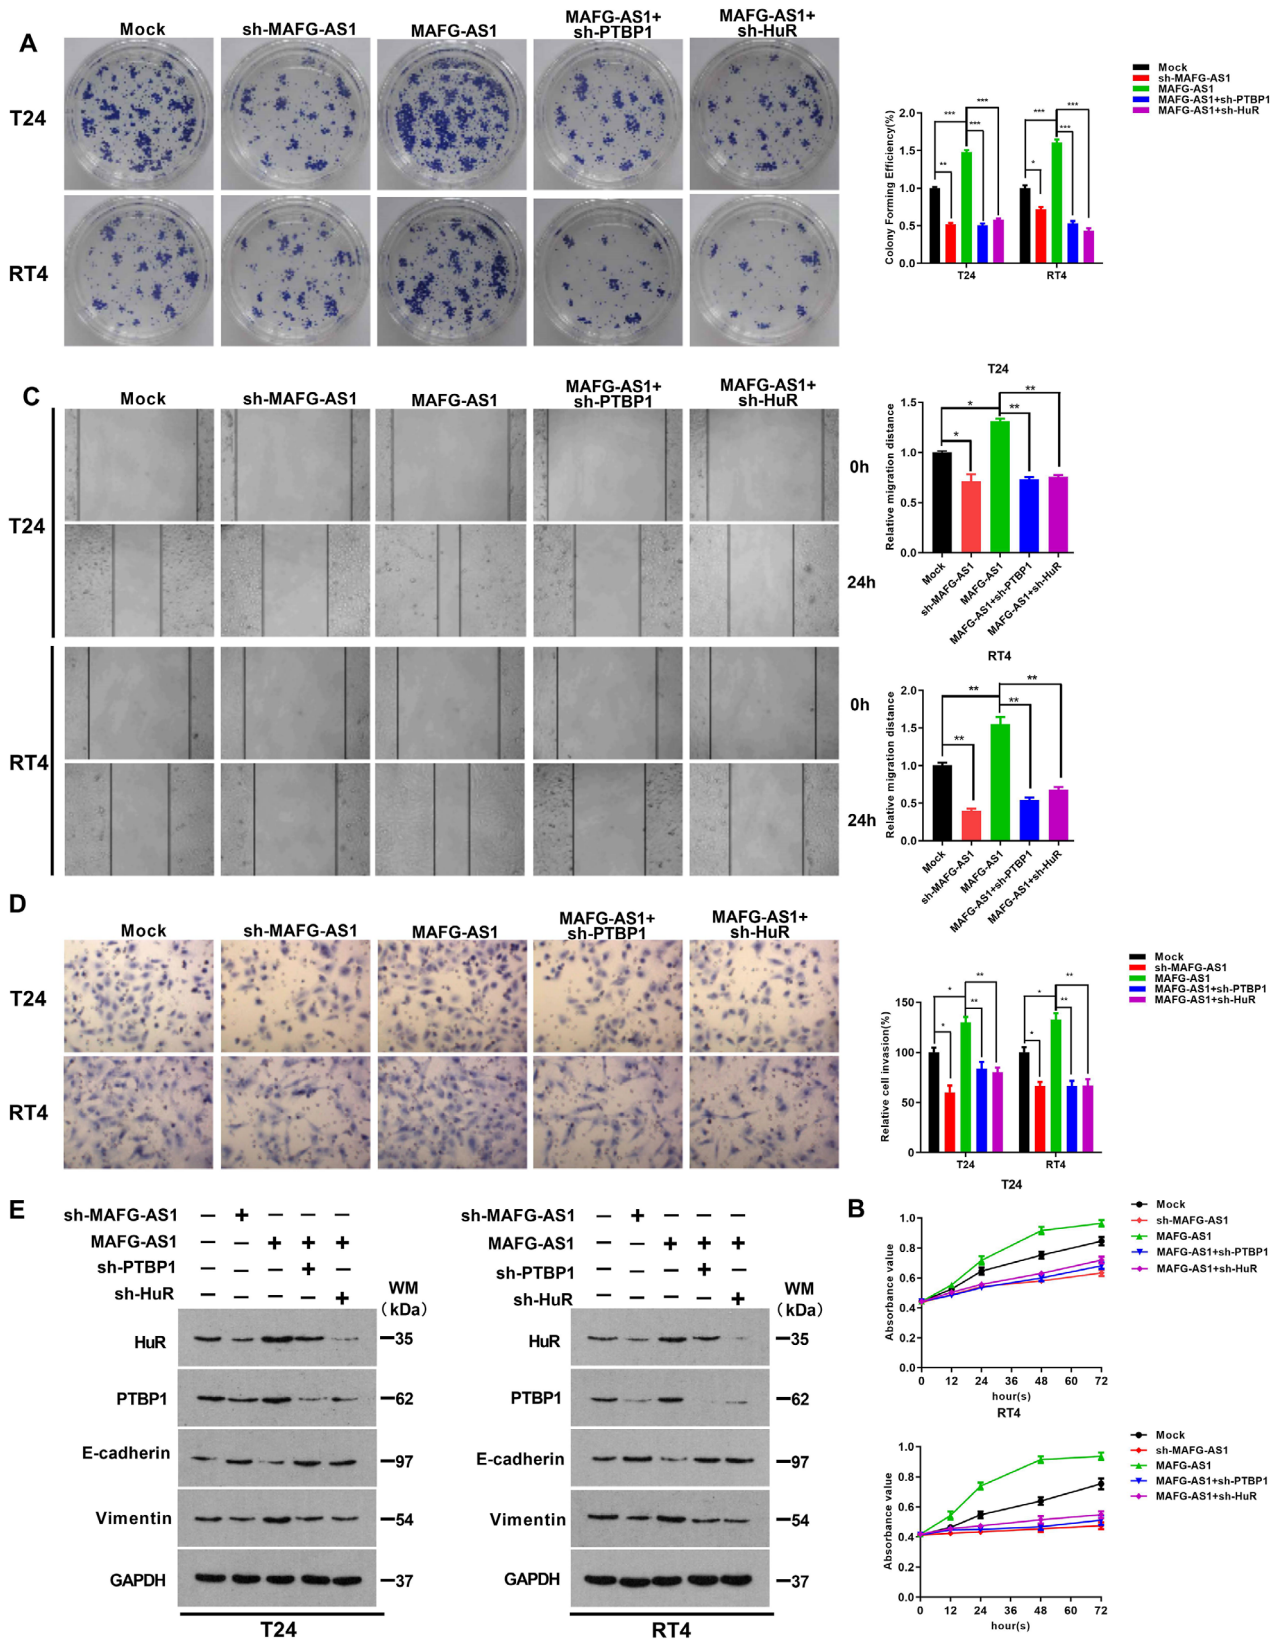 A
Mock
sh-MAFG-AS1
MAFG-AS1
MAFG-AS1+
sh-PTBP1
MAFG-AS1+
sh-HuR
T24
RT4
Mock
sh-MAFG-AS1
MAFG-AS1
MAFG-AS1+sh-PTBP1
MAFG-AS1+sh-HuR
Colony Forming Efficiency(%)
2.0
1.5
1.0
0.5
0.0
***
***
***
**
***
***
***
*
T24
RT4
C
Mock
sh-MAFG-AS1
MAFG-AS1
MAFG-AS1+
sh-PTBP1
MAFG-AS1+
sh-HuR
T24
0h
24h
RT4
0h
24h
T24
Relative migration distance
1.5
1.0
0.5
0.0
*
*
**
**
Mock
sh-MAFG-AS1
MAFG-AS1
MAFG-AS1+sh-PTBP1
MAFG-AS1+sh-HuR
RT4
Relative migration distance
2.0
1.5
1.0
0.5
0.0
**
**
**
**
Mock
sh-MAFG-AS1
MAFG-AS1
MAFG-AS1+sh-PTBP1
MAFG-AS1+sh-HuR
D
Mock
sh-MAFG-AS1
MAFG-AS1
MAFG-AS1+
sh-PTBP1
MAFG-AS1+
sh-HuR
T24
RT4
Mock
sh-MAFG-AS1
MAFG-AS1
MAFG-AS1+sh-PTBP1
MAFG-AS1+sh-HuR
Relative cell invasion(%)
150
100
50
0
*
*
**
**
*
*
**
**
T24
RT4
E
sh-MAFG-AS1 − + − − −
MAFG-AS1 − − + + +
sh-PTBP1 − − − + −
sh-HuR − − − − +
WM
(kDa)
HuR
35
PTBP1
62
E-cadherin
97
Vimentin
54
GAPDH
37
T24
sh-MAFG-AS1 − + − − −
MAFG-AS1 − − + + +
sh-PTBP1 − − − + −
sh-HuR − − − − +
WM
(kDa)
HuR
35
PTBP1
62
E-cadherin
97
Vimentin
54
GAPDH
37
RT4
B
T24
Absorbance value
1.0
0.8
0.6
0.4
0.2
0.0
0 12 24 36 48 60 72
hour(s)
Mock
sh-MAFG-AS1
MAFG-AS1
MAFG-AS1+sh-PTBP1
MAFG-AS1+sh-HuR
RT4
Absorbance value
1.0
0.8
0.6
0.4
0.2
0.0
0 12 24 36 48 60 72
hour(s)
Mock
sh-MAFG-AS1
MAFG-AS1
MAFG-AS1+sh-PTBP1
MAFG-AS1+sh-HuR